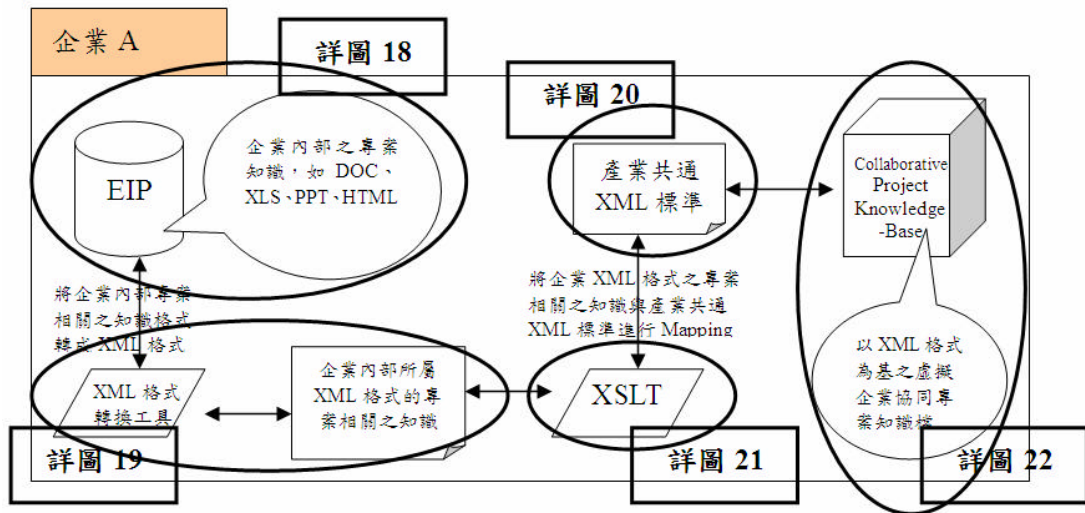 企業 A
詳圖 18
詳圖 20
EIP
企業內部之專案
知識，如 DOC、
XLS、PPT、HTML
產業共通
XML 標準
Collaborative
Project
Knowledge
-Base
將企業內部專案
相關之知識格式
轉成 XML 格式
將企業 XML 格式之專案
相關之知識與產業共通
XML 標準進行 Mapping
XML 格式
轉換工具
企業內部所屬
XML 格式的專
案相關之知識
XSLT
以 XML 格式
為基之虛擬
企業協同專
案知識檔
詳圖 19
詳圖 21
詳圖 22